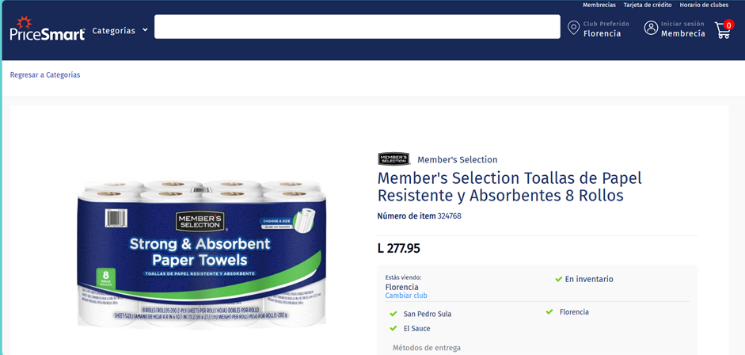 Membrecías Tarjeta de crédito Horario de clubes
PriceSmart
Categorías
Club Preferido
Florencia
Iniciar sesión
Membrecía
0
Regresar a Categorías
MEMBER'S SELECTION
Member's Selection
Member's Selection Toallas de Papel
Resistente y Absorbentes 8 Rollos
Número de item 324768
L 277.95
Estás viendo:
Florencia
Cambiar club
En inventario
San Pedro Sula
Florencia
El Sauce
Métodos de entrega
MEMBER'S
SELECTION
Strong & Absorbent
Paper Towels
TOALLAS DE PAPEL RESISTENTE Y ABSORBENTE
8